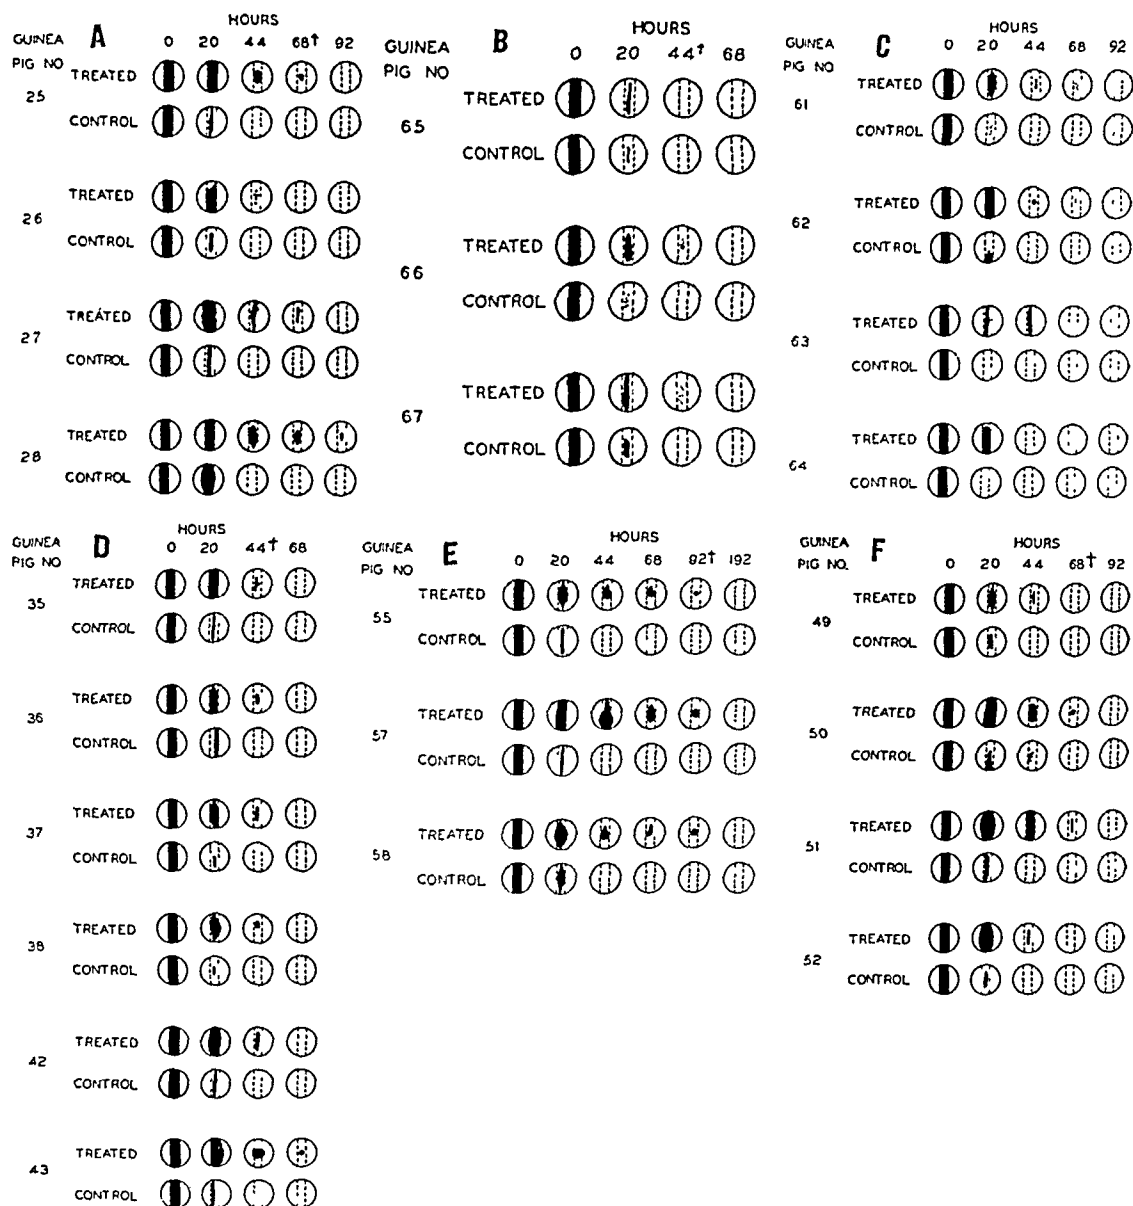 A
HOURS
GUINEA
PIG NO
0 20 44 68† 92
TREATED
25
CONTROL
TREATED
26
CONTROL
TREATED
27
CONTROL
TREATED
28
CONTROL
B
HOURS
GUINEA
PIG NO
0 20 44† 68
TREATED
65
CONTROL
TREATED
66
CONTROL
TREATED
67
CONTROL
C
HOURS
GUINEA
PIG NO
0 20 44 68 92
TREATED
61
CONTROL
TREATED
62
CONTROL
TREATED
63
CONTROL
TREATED
64
CONTROL
D
HOURS
GUINEA
PIG NO
0 20 44† 68
TREATED
35
CONTROL
TREATED
36
CONTROL
TREATED
37
CONTROL
TREATED
38
CONTROL
TREATED
42
CONTROL
TREATED
43
CONTROL
E
HOURS
GUINEA
PIG NO
0 20 44 68 92† 192
TREATED
55
CONTROL
TREATED
57
CONTROL
TREATED
58
CONTROL
F
HOURS
GUINEA
PIG NO.
0 20 44 68† 92
TREATED
49
CONTROL
TREATED
50
CONTROL
TREATED
51
CONTROL
TREATED
52
CONTROL